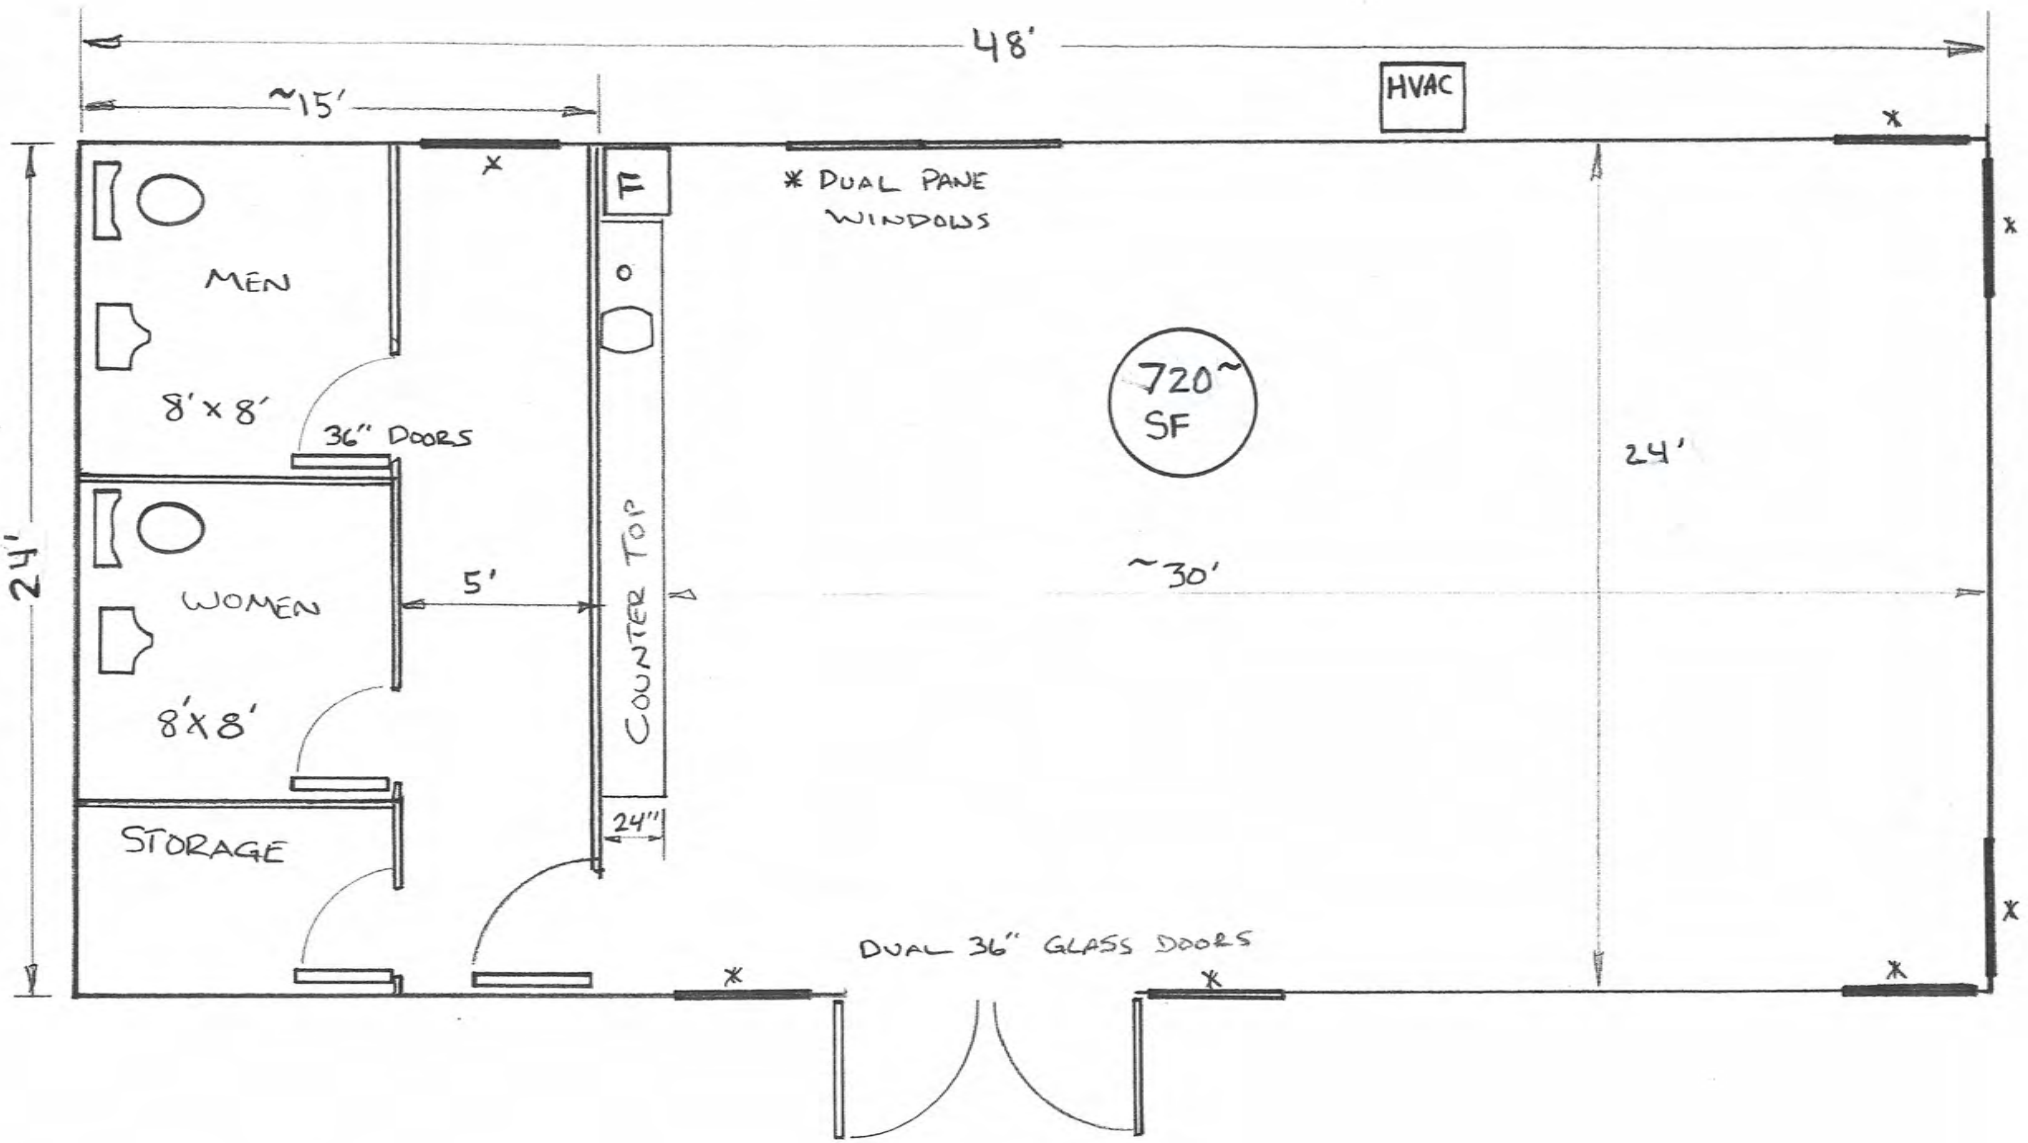 48'
~15'
HVAC
*
*
F
* DUAL PANE
WINDOWS
*
MEN
720~
SF
8' x 8'
36" DOORS
24'
24'
~30'
5'
WOMEN
COUNTER TOP
8' x 8'
24"
STORAGE
*
DUAL 36" GLASS DOORS
*
*
*